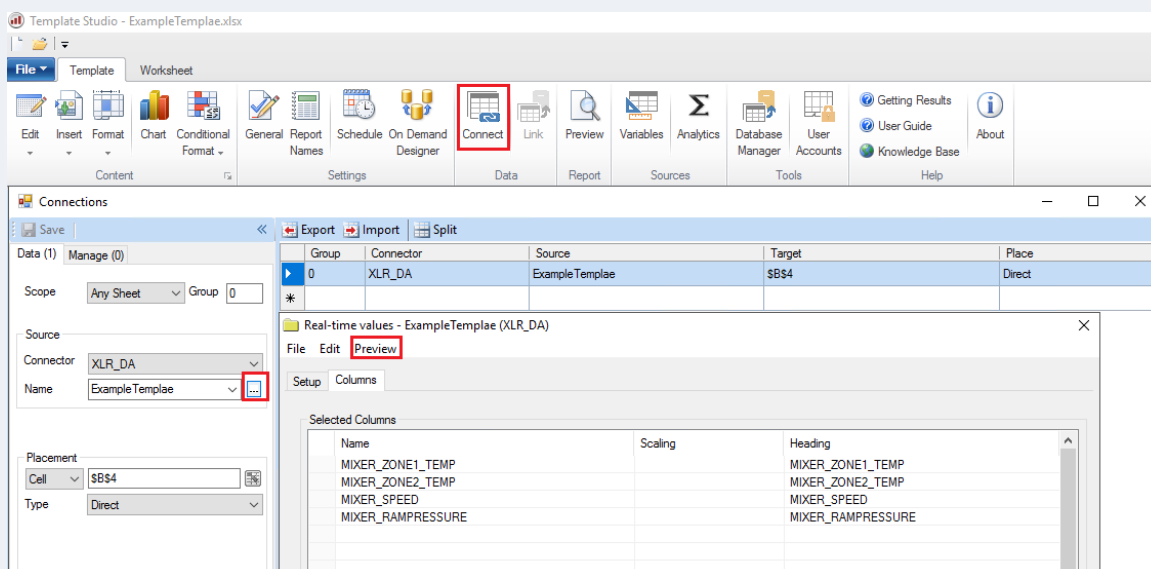 Template Studio - ExampleTemplae.xlsx
File Template Worksheet
Edit Insert Format Chart Conditional Format General Report Names Schedule On Demand Designer Connect Link Preview Variables Analytics Database Manager User Accounts Getting Results User Guide Knowledge Base About
Content Settings Data Report Sources Tools Help
Connections
Save « Export Import Split
Data (1) Manage (0)
Group Connector Source Target Place
0 XLR_DA ExampleTemplae $B$4 Direct
Scope Any Sheet Group 0
Source
Connector XLR_DA
Name ExampleTemplae ...
Placement
Cell $B$4
Type Direct
Real-time values - ExampleTemplae (XLR_DA)
File Edit Preview
Setup Columns
Selected Columns
Name Scaling Heading
MIXER_ZONE1_TEMP MIXER_ZONE1_TEMP
MIXER_ZONE2_TEMP MIXER_ZONE2_TEMP
MIXER_SPEED MIXER_SPEED
MIXER_RAMPRESSURE MIXER_RAMPRESSURE